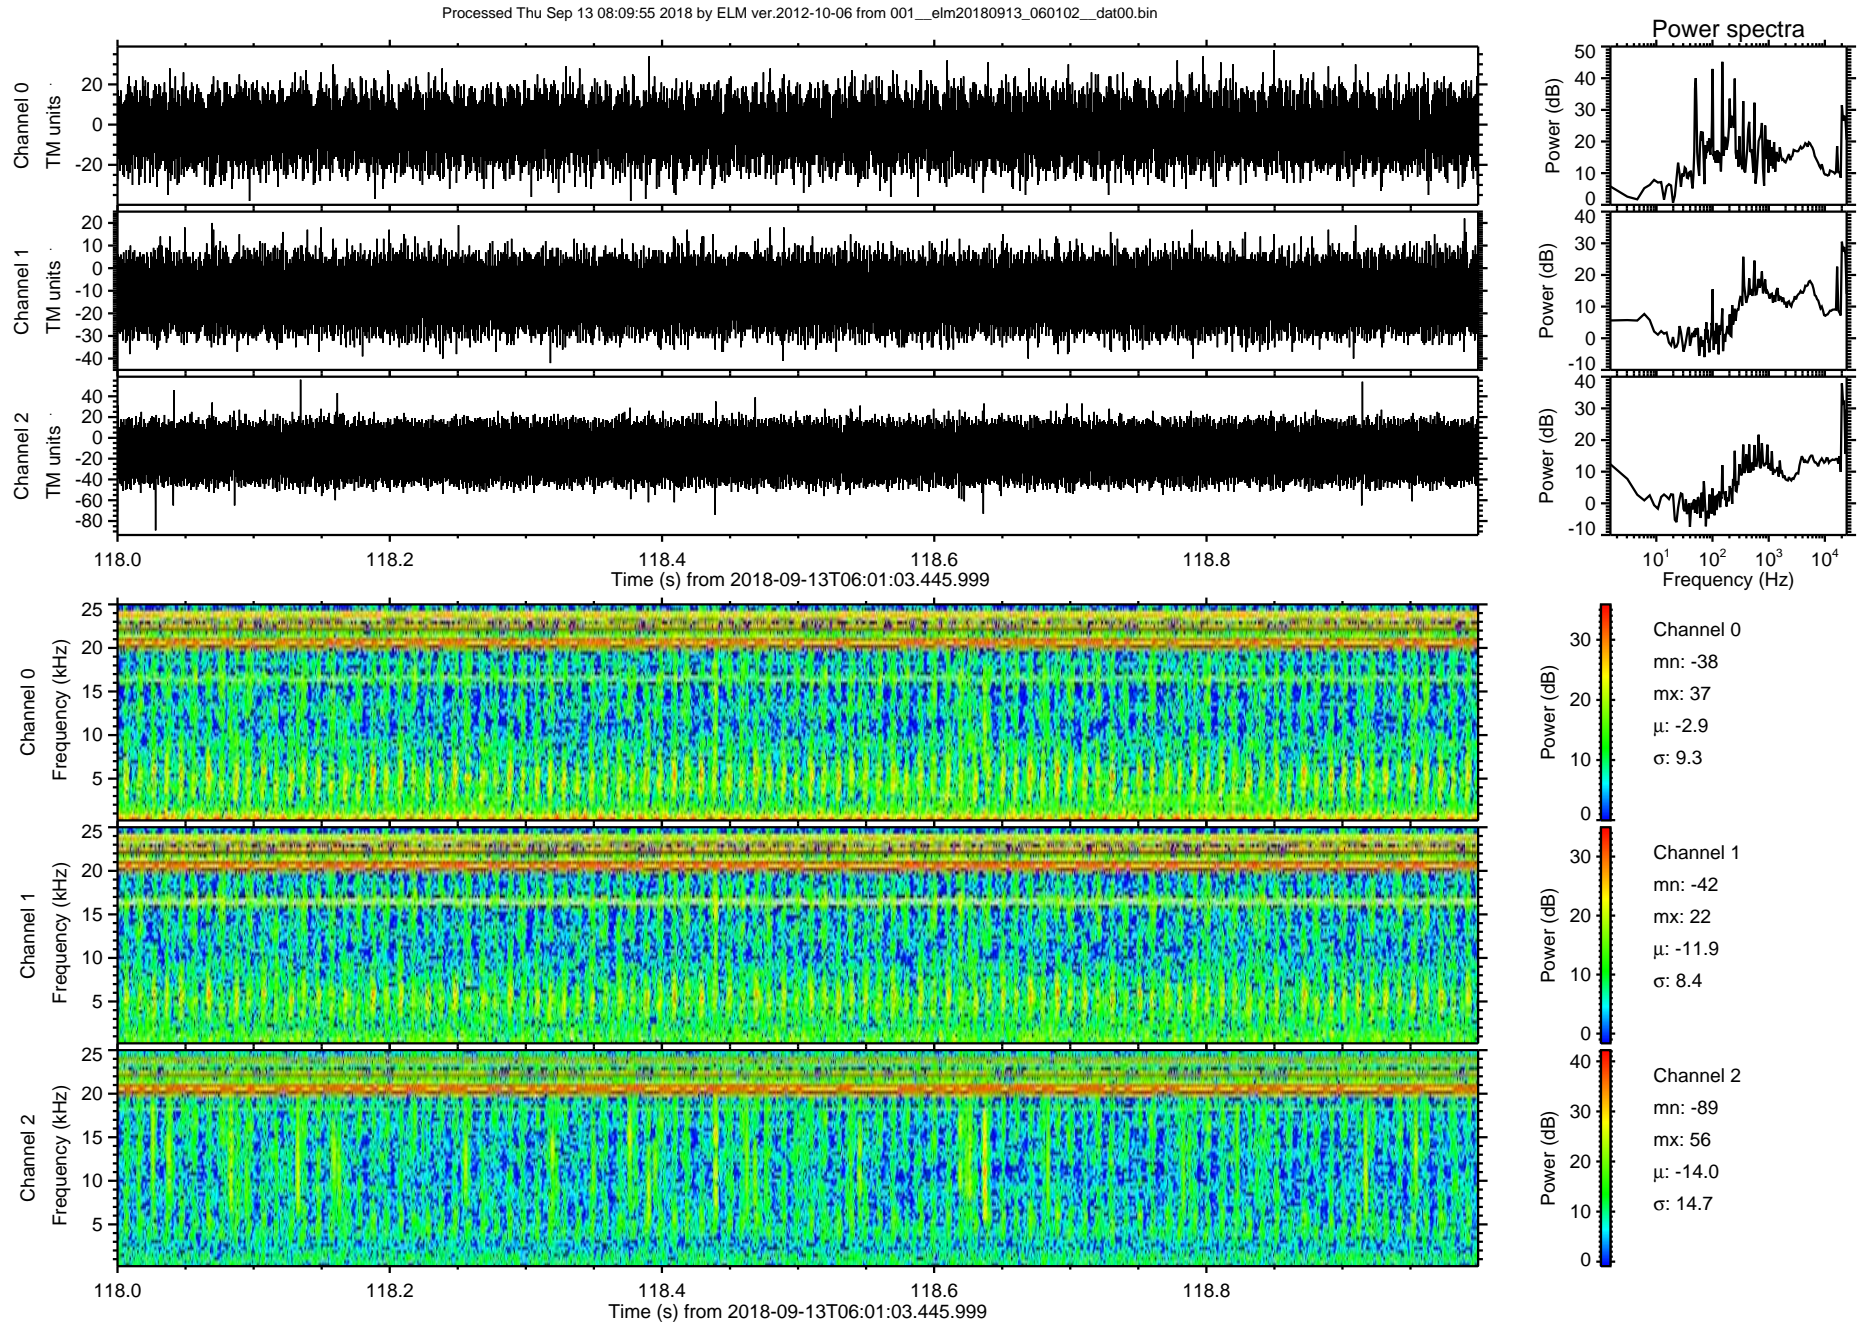 Processed Thu Sep 13 08:09:55 2018 by ELM ver.2012-10-06 from 001__elm20180913_060102__dat00.bin
Power spectra
Channel 0
TM units
20
0
-20
Power (dB)
50
40
30
20
10
0
Channel 1
TM units
20
10
0
-10
-20
-30
-40
Power (dB)
40
30
20
10
0
-10
Channel 2
TM units
40
20
0
-20
-40
-60
-80
Power (dB)
40
30
20
10
0
-10
118.0 118.2 118.4 118.6 118.8
Time (s) from 2018-09-13T06:01:03.445.999
10^1 10^2 10^3 10^4
Frequency (Hz)
Channel 0
Frequency (kHz)
25
20
15
10
5
Power (dB)
30
20
10
0
Channel 0
mn: -38
mx: 37
μ: -2.9
σ: 9.3
Channel 1
Frequency (kHz)
25
20
15
10
5
Power (dB)
30
20
10
0
Channel 1
mn: -42
mx: 22
μ: -11.9
σ: 8.4
Channel 2
Frequency (kHz)
25
20
15
10
5
Power (dB)
40
30
20
10
0
Channel 2
mn: -89
mx: 56
μ: -14.0
σ: 14.7
118.0 118.2 118.4 118.6 118.8
Time (s) from 2018-09-13T06:01:03.445.999